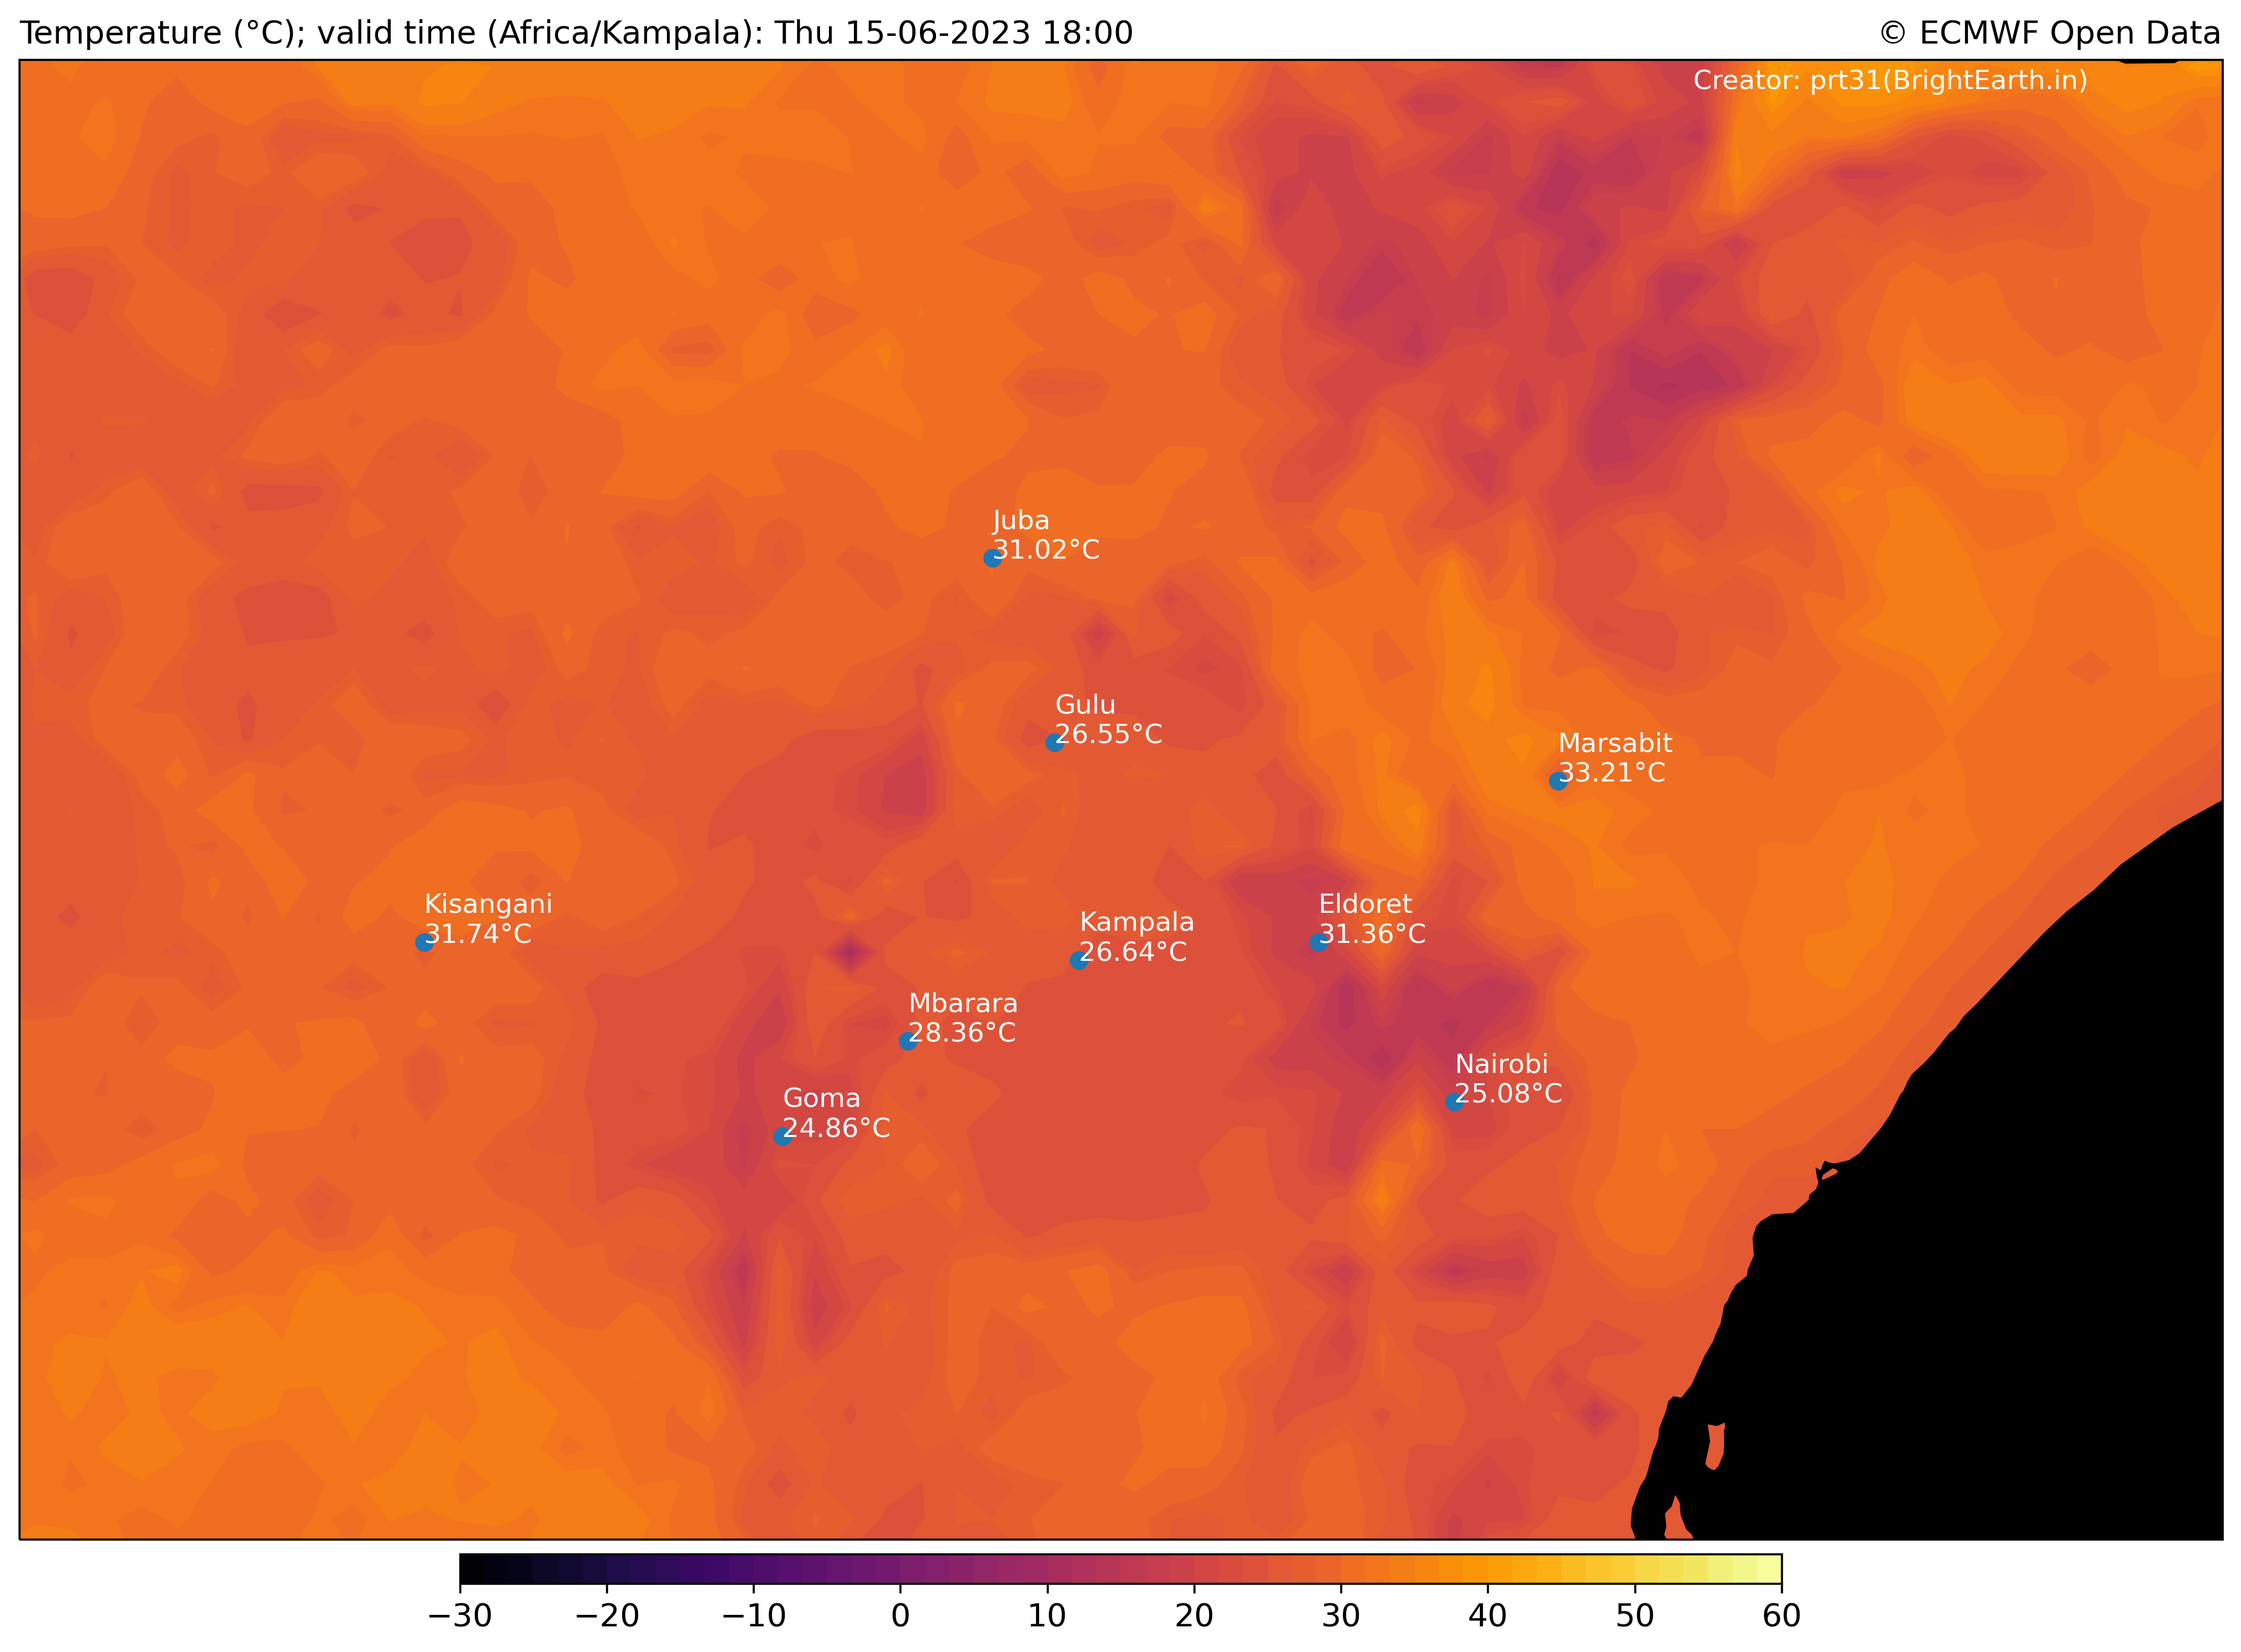 Temperature (°C); valid time (Africa/Kampala): Thu 15-06-2023 18:00
© ECMWF Open Data
Creator: prt31(BrightEarth.in)
Juba
31.02°C
Gulu
26.55°C
Marsabit
33.21°C
Kisangani
31.74°C
Kampala
26.64°C
Eldoret
31.36°C
Mbarara
28.36°C
Nairobi
25.08°C
Goma
24.86°C
−30 −20 −10 0 10 20 30 40 50 60